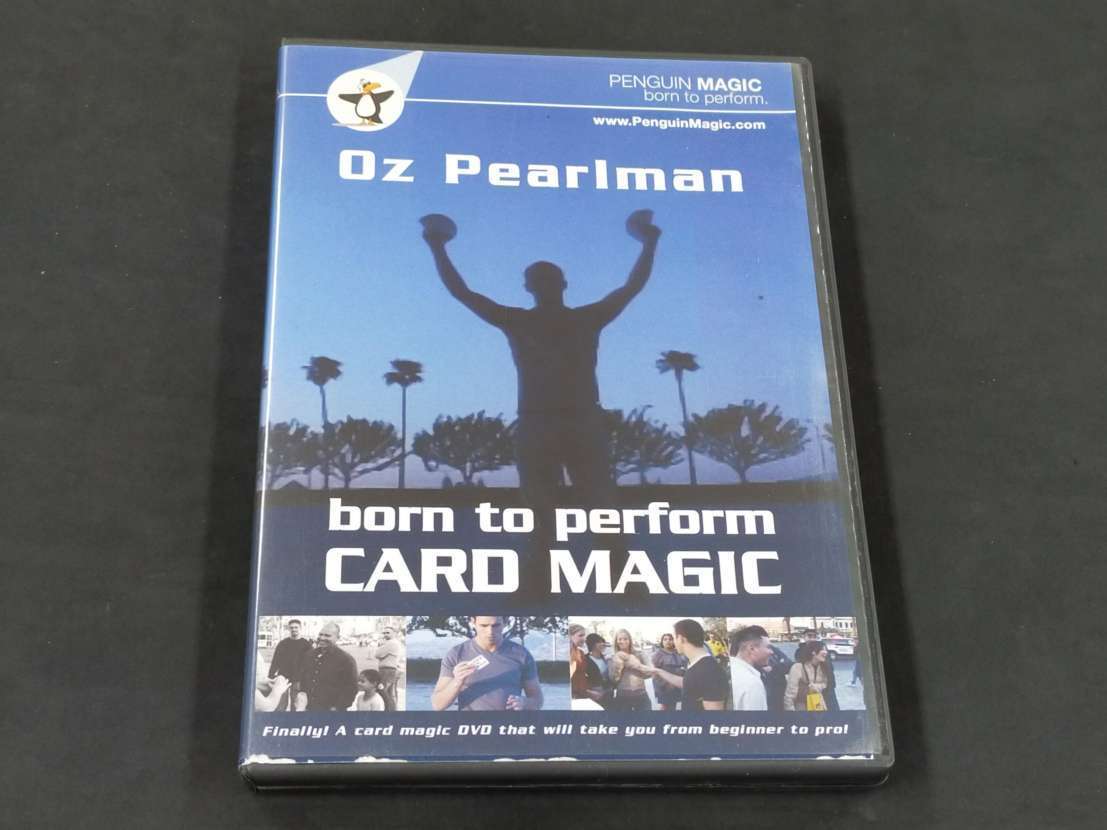 PENGUIN MAGIC
born to perform.
www.PenguinMagic.com
Oz Pearlman
born to perform
CARD MAGIC
Finally! A card magic DVD that will take you from beginner to pro!